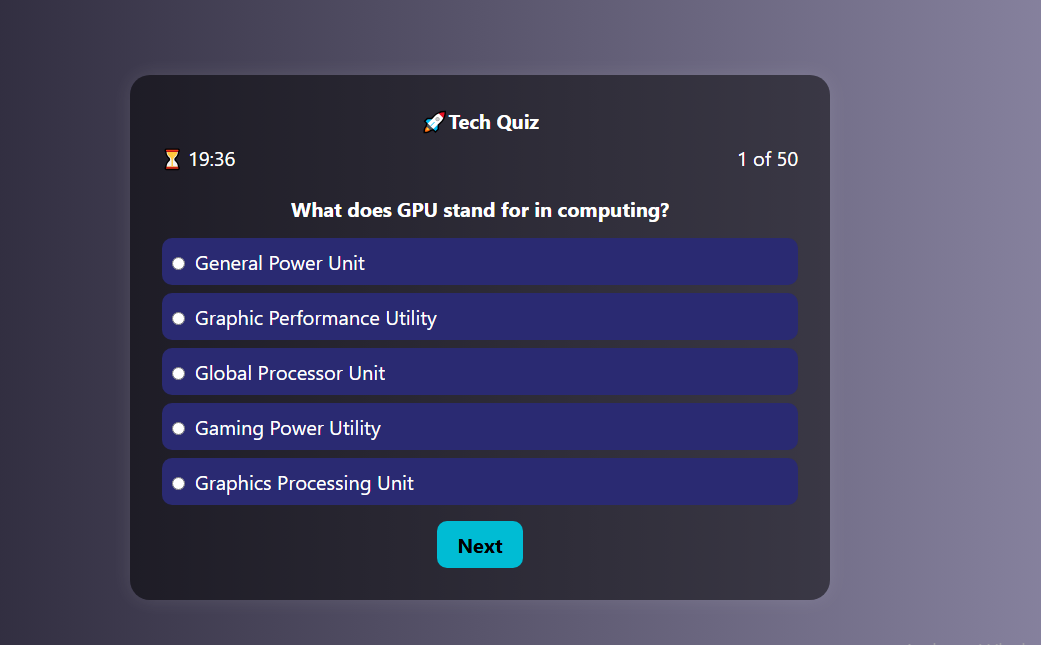 🚀 Tech Quiz
⏳ 19:36
1 of 50
What does GPU stand for in computing?
General Power Unit
Graphic Performance Utility
Global Processor Unit
Gaming Power Utility
Graphics Processing Unit
Next